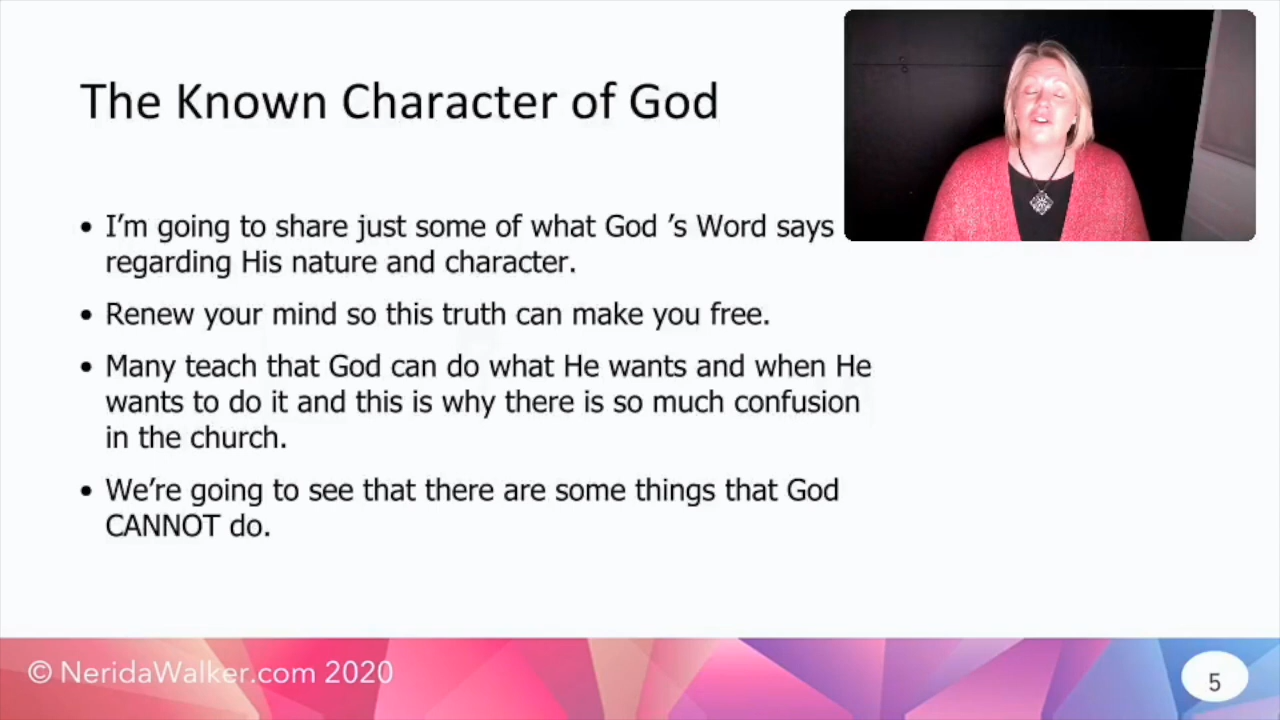 The Known Character of God
• I’m going to share just some of what God ’s Word says
regarding His nature and character.
• Renew your mind so this truth can make you free.
• Many teach that God can do what He wants and when He
wants to do it and this is why there is so much confusion
in the church.
• We’re going to see that there are some things that God
CANNOT do.
© NeridaWalker.com 2020
5